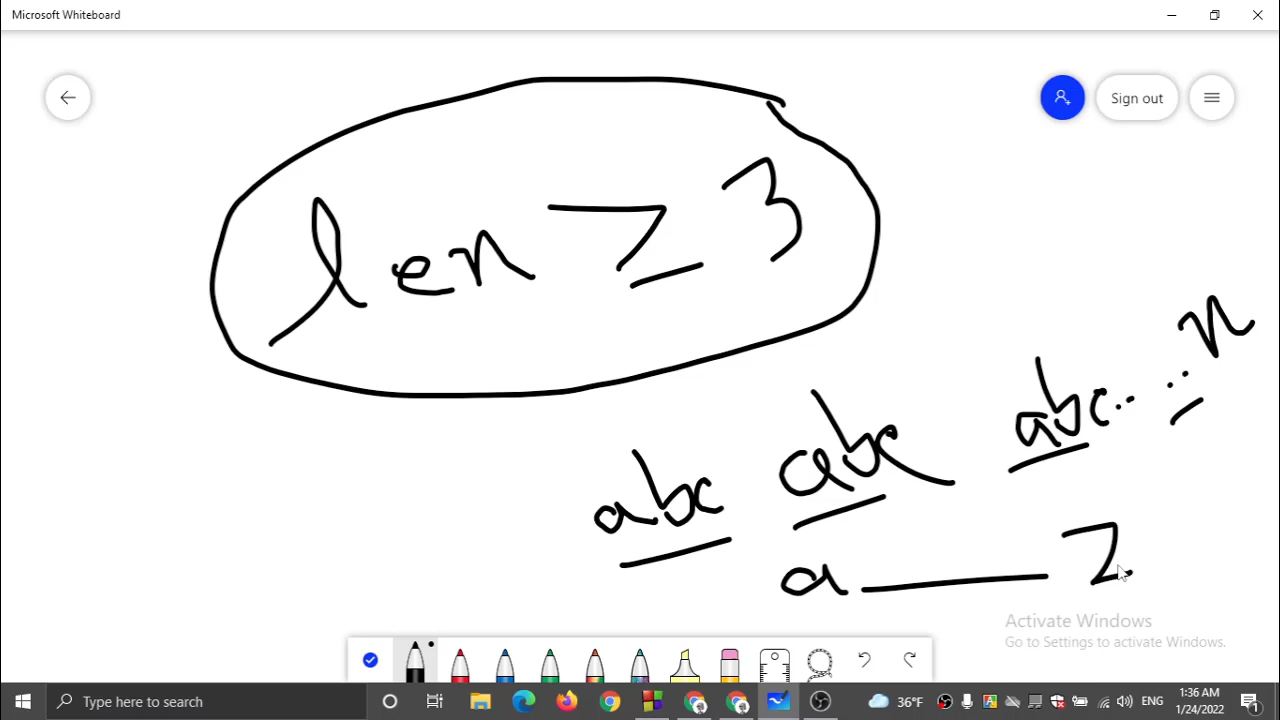 Microsoft Whiteboard
Sign out
len ≥ 3
abc abc abc.. ..n
a — z
Activate Windows
Go to Settings to activate Windows.
Type here to search
36°F
ENG
1:36 AM
1/24/2022
1